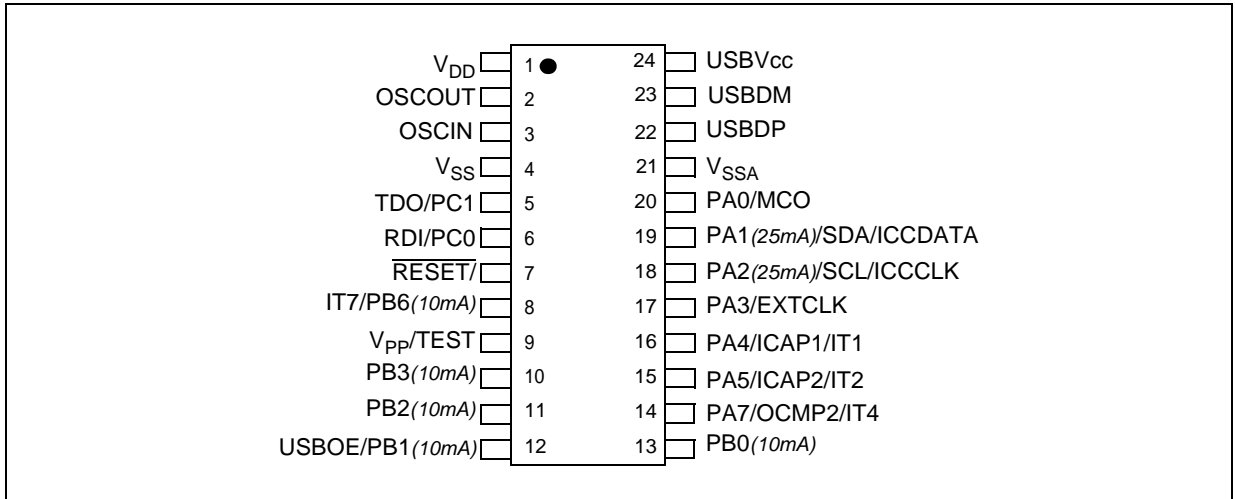 VDD 1 24 USBVcc
OSCOUT 2 23 USBDM
OSCIN 3 22 USBDP
VSS 4 21 VSSA
TDO/PC1 5 20 PA0/MCO
RDI/PC0 6 19 PA1(25mA)/SDA/ICCDATA
RESET/ 7 18 PA2(25mA)/SCL/ICCCLK
IT7/PB6(10mA) 8 17 PA3/EXTCLK
VPP/TEST 9 16 PA4/ICAP1/IT1
PB3(10mA) 10 15 PA5/ICAP2/IT2
PB2(10mA) 11 14 PA7/OCMP2/IT4
USBOE/PB1(10mA) 12 13 PB0(10mA)